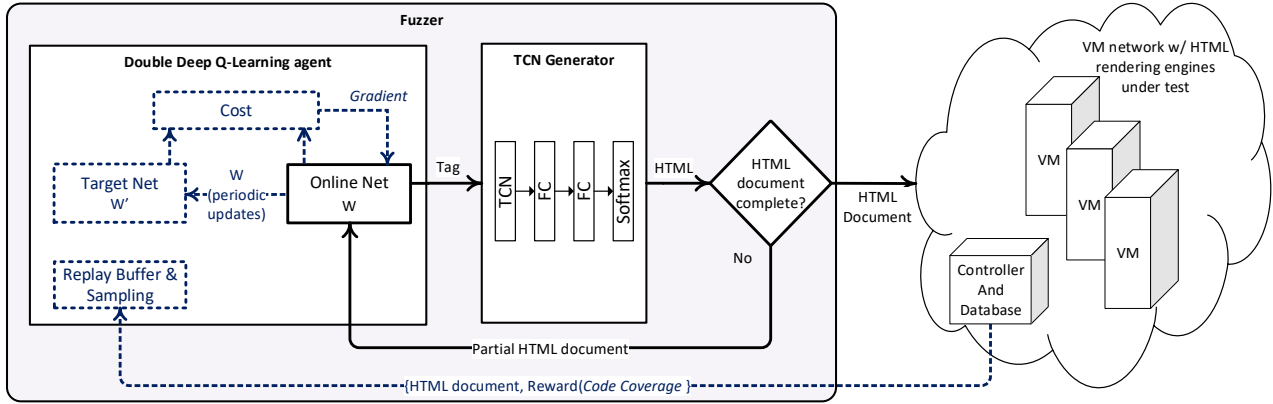 Fuzzer
Double Deep Q-Learning agent
Cost
Gradient
Target Net
W'
W
(periodic
updates)
Online Net
W
Replay Buffer &
Sampling
Tag
TCN Generator
TCN
FC
FC
Softmax
HTML
HTML
document
complete?
No
Partial HTML document
{HTML document, Reward(Code Coverage }
HTML
Document
VM network w/ HTML
rendering engines
under test
VM
VM
VM
Controller
And
Database